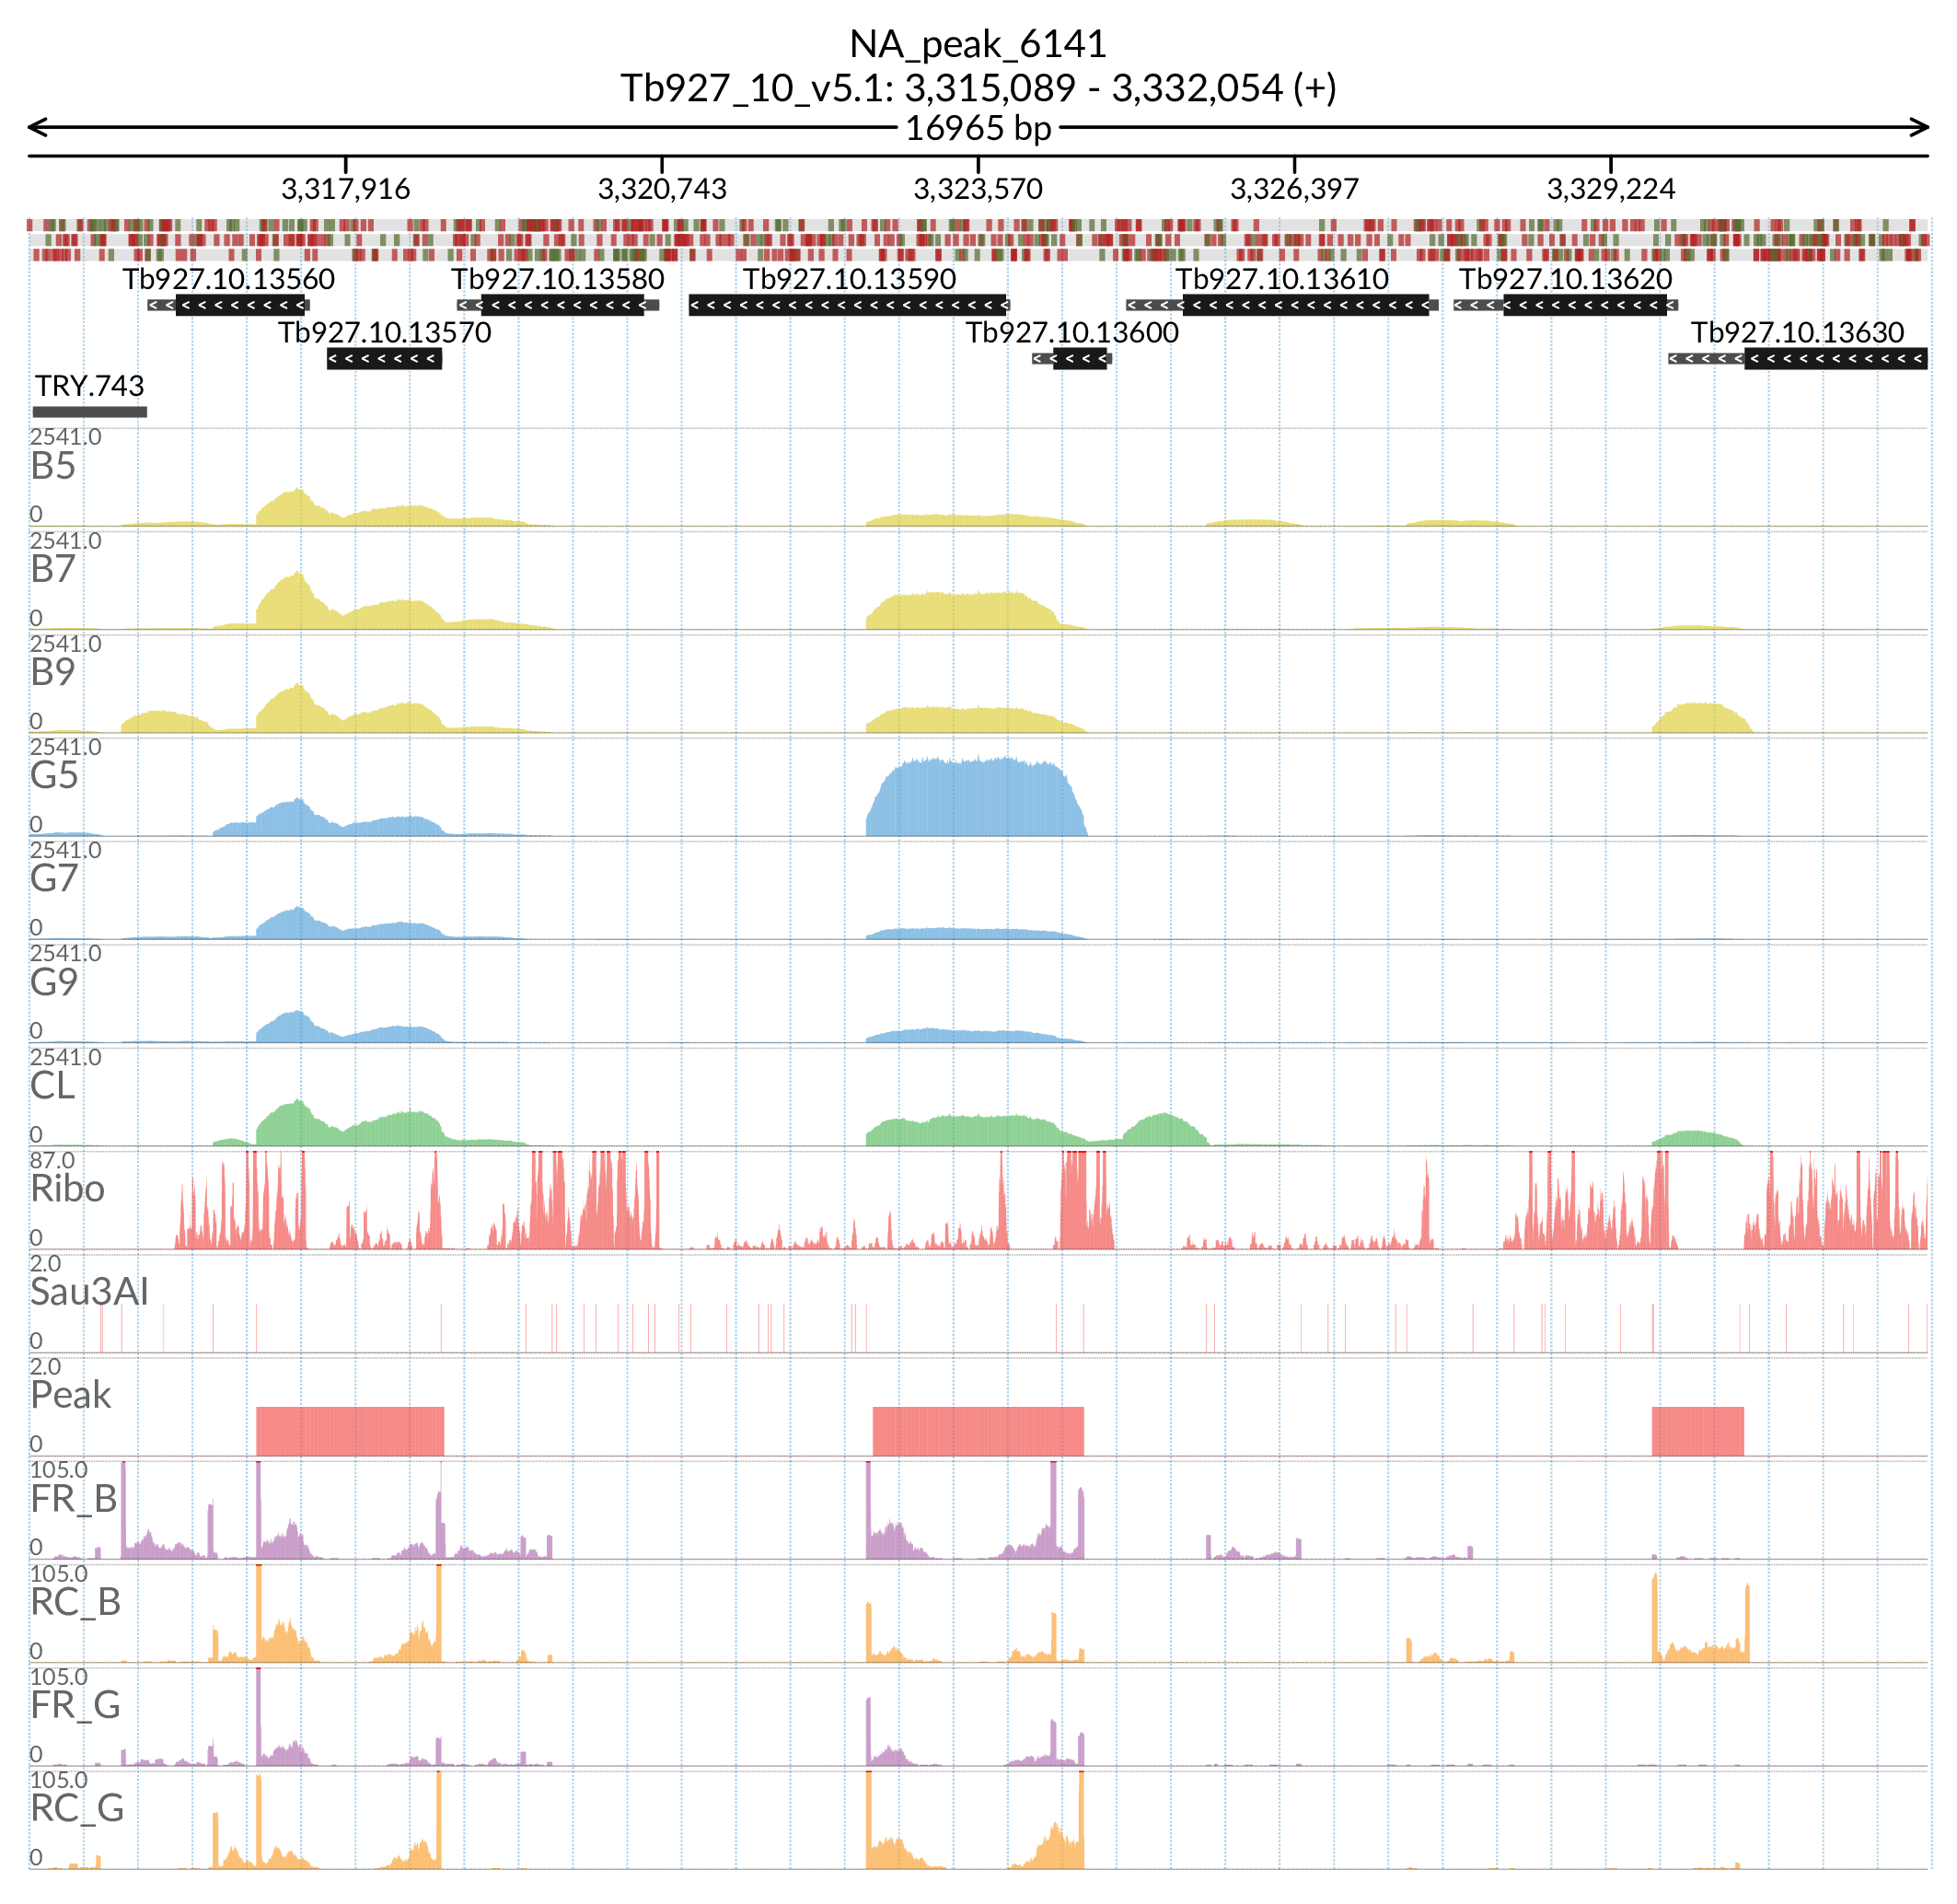 NA_peak_6141
Tb927_10_v5.1: 3,315,089 - 3,332,054 (+)
16965 bp
3,317,916 3,320,743 3,323,570 3,326,397 3,329,224
Tb927.10.13560 Tb927.10.13580 Tb927.10.13590 Tb927.10.13610 Tb927.10.13620
Tb927.10.13570 Tb927.10.13600 Tb927.10.13630
TRY.743
2541.0
B5
0
2541.0
B7
0
2541.0
B9
0
2541.0
G5
0
2541.0
G7
0
2541.0
G9
0
2541.0
CL
0
87.0
Ribo
0
2.0
Sau3AI
0
2.0
Peak
0
105.0
FR_B
0
105.0
RC_B
0
105.0
FR_G
0
105.0
RC_G
0